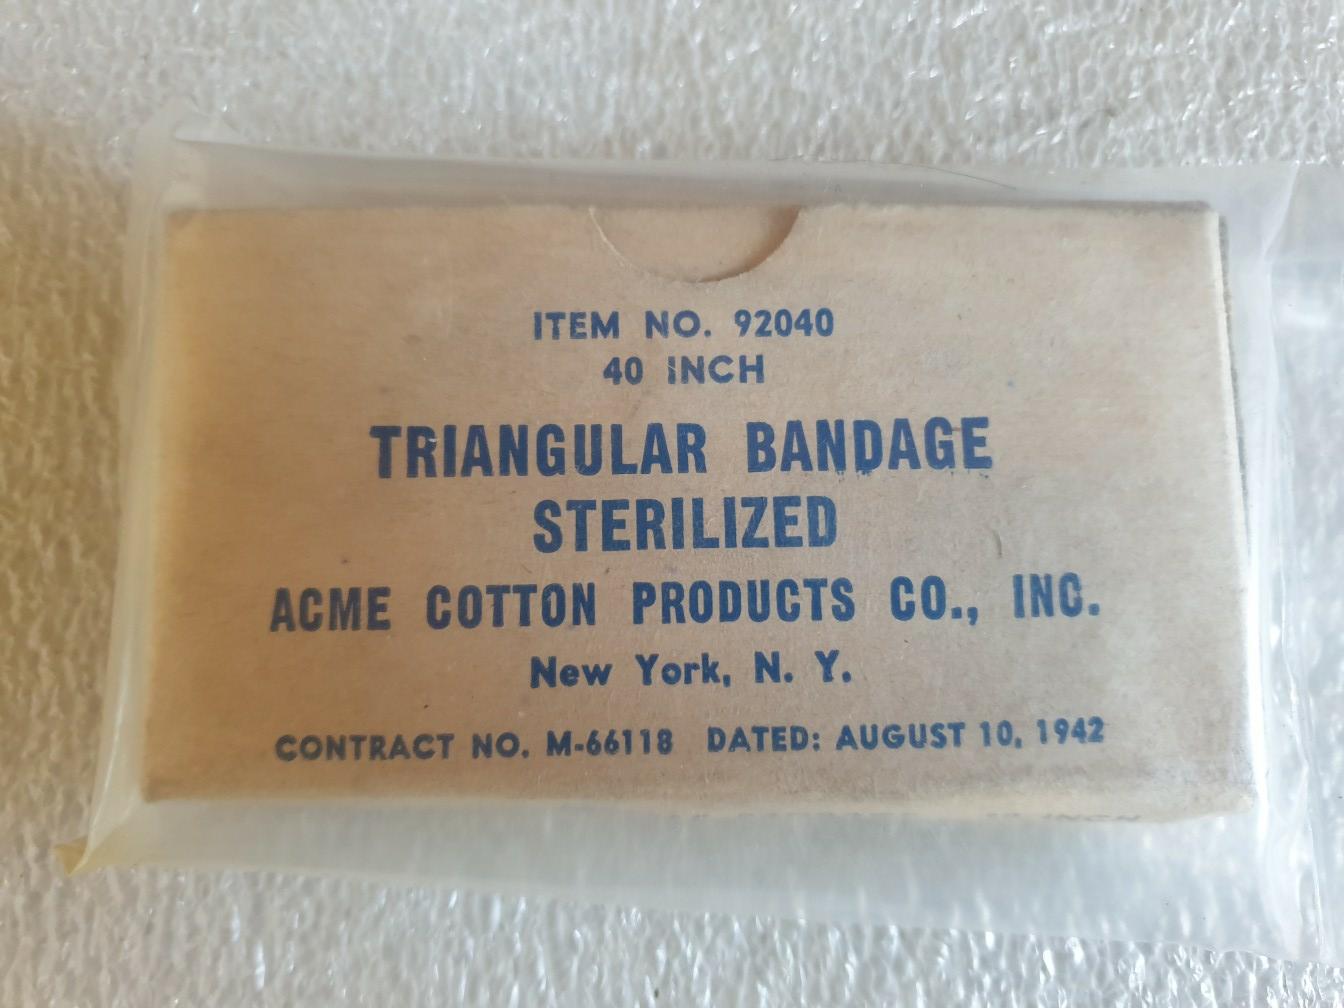 ITEM NO. 92040
40 INCH
TRIANGULAR BANDAGE
STERILIZED
ACME COTTON PRODUCTS CO., INC.
New York, N. Y.
CONTRACT NO. M-66118 DATED: AUGUST 10, 1942